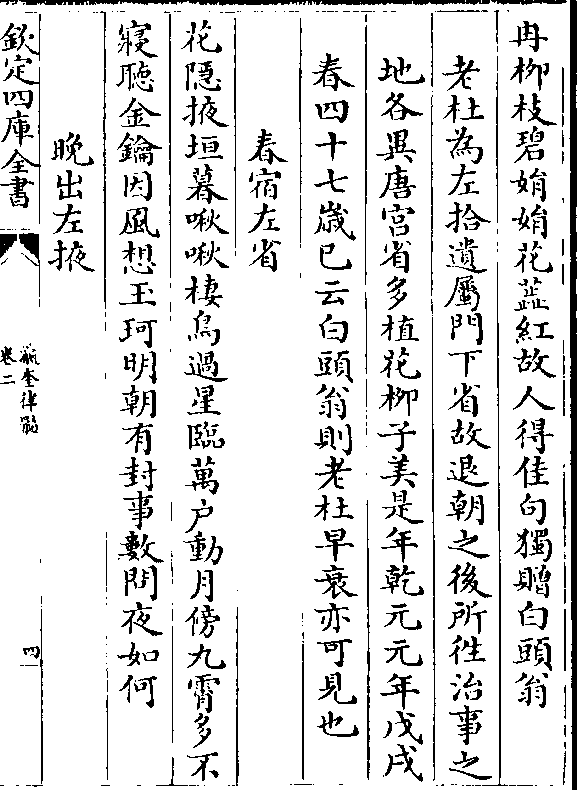 冉柳枝碧娟娟花蕋紅故人得佳句獨贈白頭翁
老杜為左拾遺屬門下省故退朝之後所徃治事之
地各異唐宫省多植花柳子美是年乾元元年戊戌
春四十七歲已云白頭翁則老杜早衰亦可見也
春宿左省
花隱掖垣暮啾啾棲鳥過星臨萬户動月傍九霄多不
寢聴金鑰因風想玉珂明朝有封事數問夜如何
晚出左掖
欽定四庫全書
瀛奎律髓
卷二
四